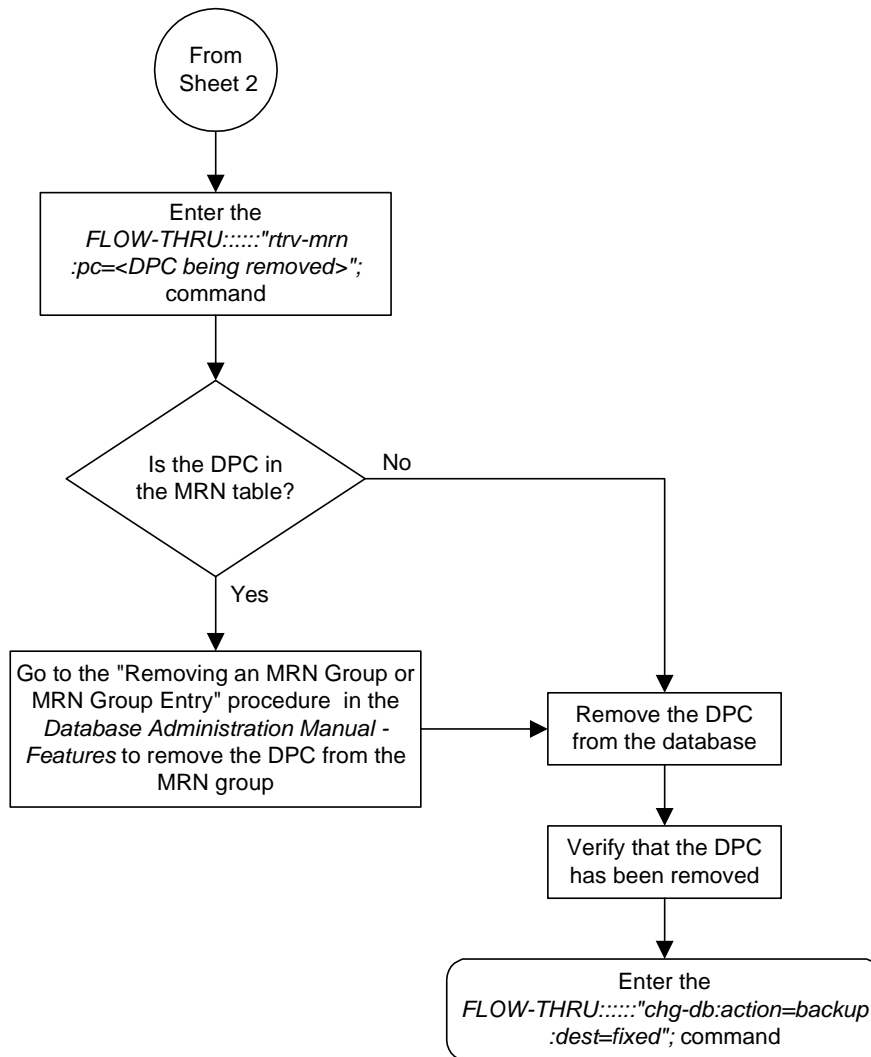 From
Sheet 2
Enter the
FLOW-THRU::::::"rtrv-mrn
:pc=<DPC being removed>";
command
Is the DPC in
the MRN table?
No
Yes
Go to the "Removing an MRN Group or
MRN Group Entry" procedure in the
Database Administration Manual -
Features to remove the DPC from the
MRN group
Remove the DPC
from the database
Verify that the DPC
has been removed
Enter the
FLOW-THRU::::::"chg-db:action=backup
:dest=fixed"; command